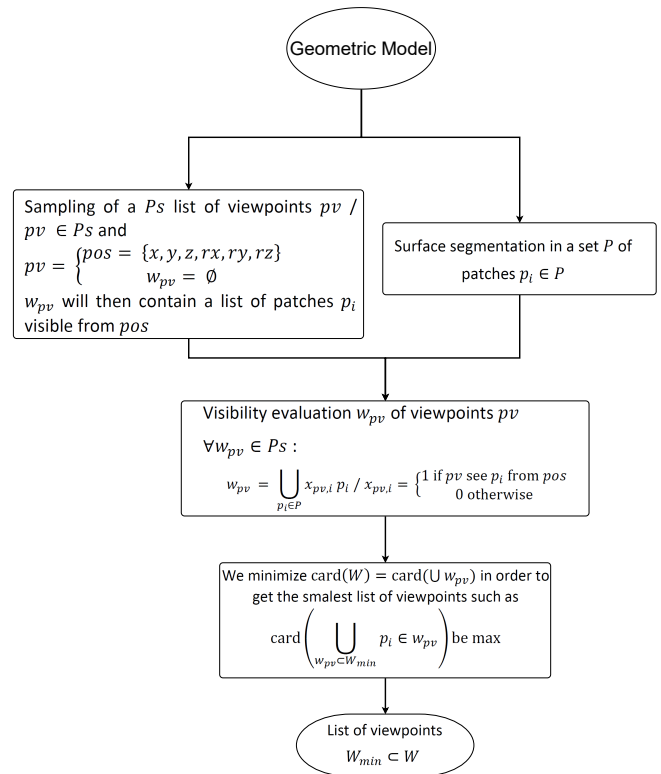 Geometric Model
Sampling of a Ps list of viewpoints pv /
pv ∈ Ps and
pv = {pos = {x, y, z, rx, ry, rz}
w_pv = ∅
w_pv will then contain a list of patches p_i
visible from pos
Surface segmentation in a set P of
patches p_i ∈ P
Visibility evaluation w_pv of viewpoints pv
∀w_pv ∈ Ps :
w_pv = ⋃_{p_i∈P} x_{pv,i} p_i / x_{pv,i} = {1 if pv see p_i from pos
0 otherwise
We minimize card(W) = card(⋃ w_pv) in order to
get the smalest list of viewpoints such as
card(⋃_{w_pv⊂W_min} p_i ∈ w_pv) be max
List of viewpoints
W_min ⊂ W